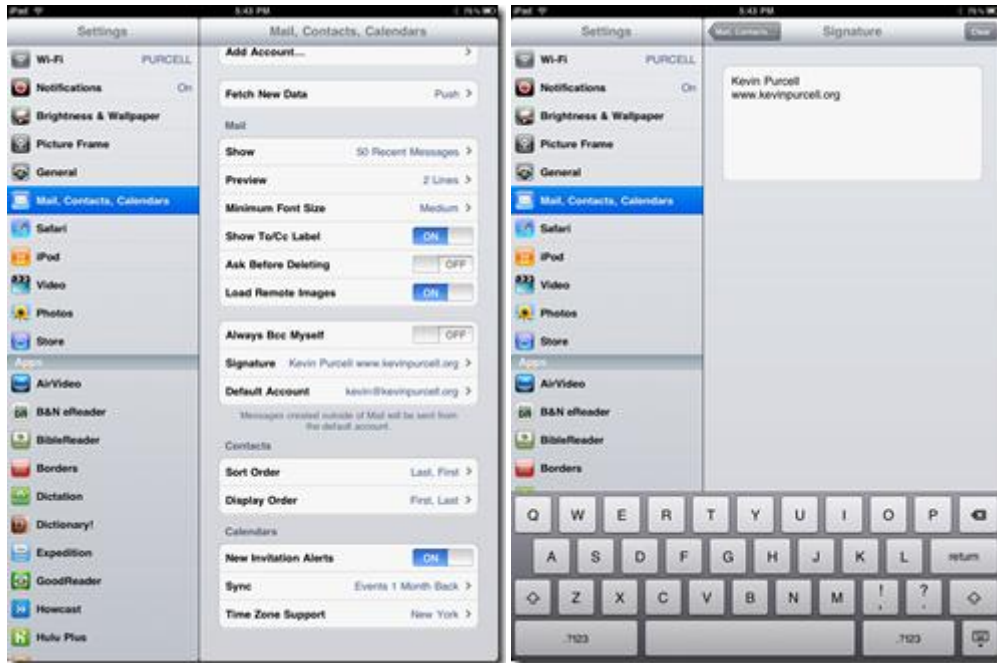 iPad
5:43 PM
Settings
Mail, Contacts, Calendars
Wi-Fi PURCELL
Notifications On
Brightness & Wallpaper
Picture Frame
General
Mail, Contacts, Calendars
Safari
iPod
Video
Photos
Store
Apps
AirVideo
B&N eReader
BibleReader
Borders
Dictation
Dictionary!
Expedition
GoodReader
Howcast
Hulu Plus
Add Account...
Fetch New Data Push
Mail
Show 50 Recent Messages
Preview 2 Lines
Minimum Font Size Medium
Show To/Cc Label ON
Ask Before Deleting OFF
Load Remote Images ON
Always Bcc Myself OFF
Signature Kevin Purcell www.kevinpurcell.org
Default Account kevin@kevinpurcell.org
Messages created outside of Mail will be sent from
the default account.
Contacts
Sort Order Last, First
Display Order First, Last
Calendars
New Invitation Alerts ON
Sync Events 1 Month Back
Time Zone Support New York
iPad
5:43 PM
Settings
Mail, Contacts...
Signature
Clear
Wi-Fi PURCELL
Notifications On
Brightness & Wallpaper
Picture Frame
General
Mail, Contacts, Calendars
Safari
iPod
Video
Photos
Store
Apps
AirVideo
B&N eReader
BibleReader
Borders
Kevin Purcell
www.kevinpurcell.org
Q W E R T Y U I O P
A S D F G H J K L return
Z X C V B N M ! , ? .
.?123 .?123